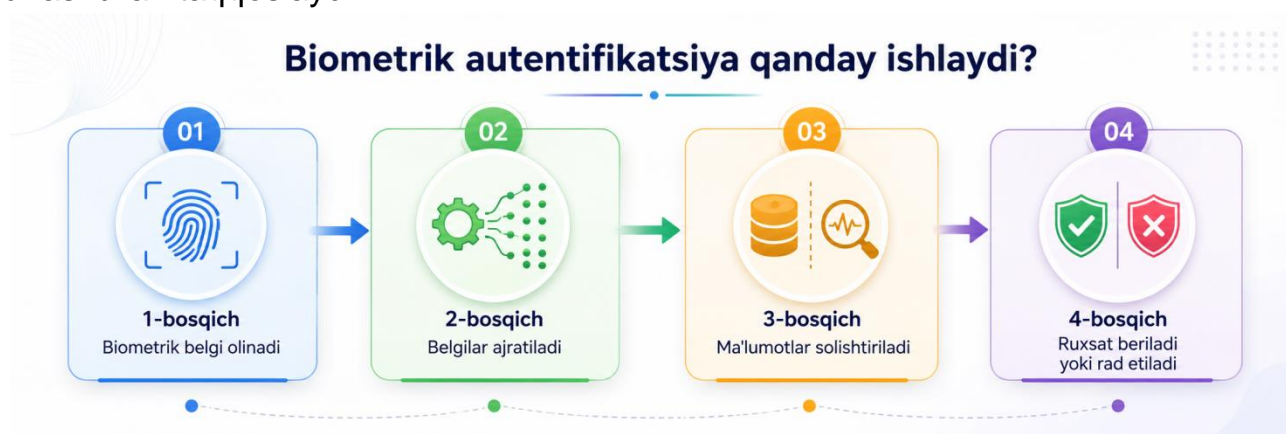 Biometrik autentifikatsiya qanday ishlaydi?
01
02
03
04
1-bosqich
Biometrik belgi olinadi
2-bosqich
Belgilar ajratiladi
3-bosqich
Ma'lumotlar solishtiriladi
4-bosqich
Ruxsat beriladi
yoki rad etiladi